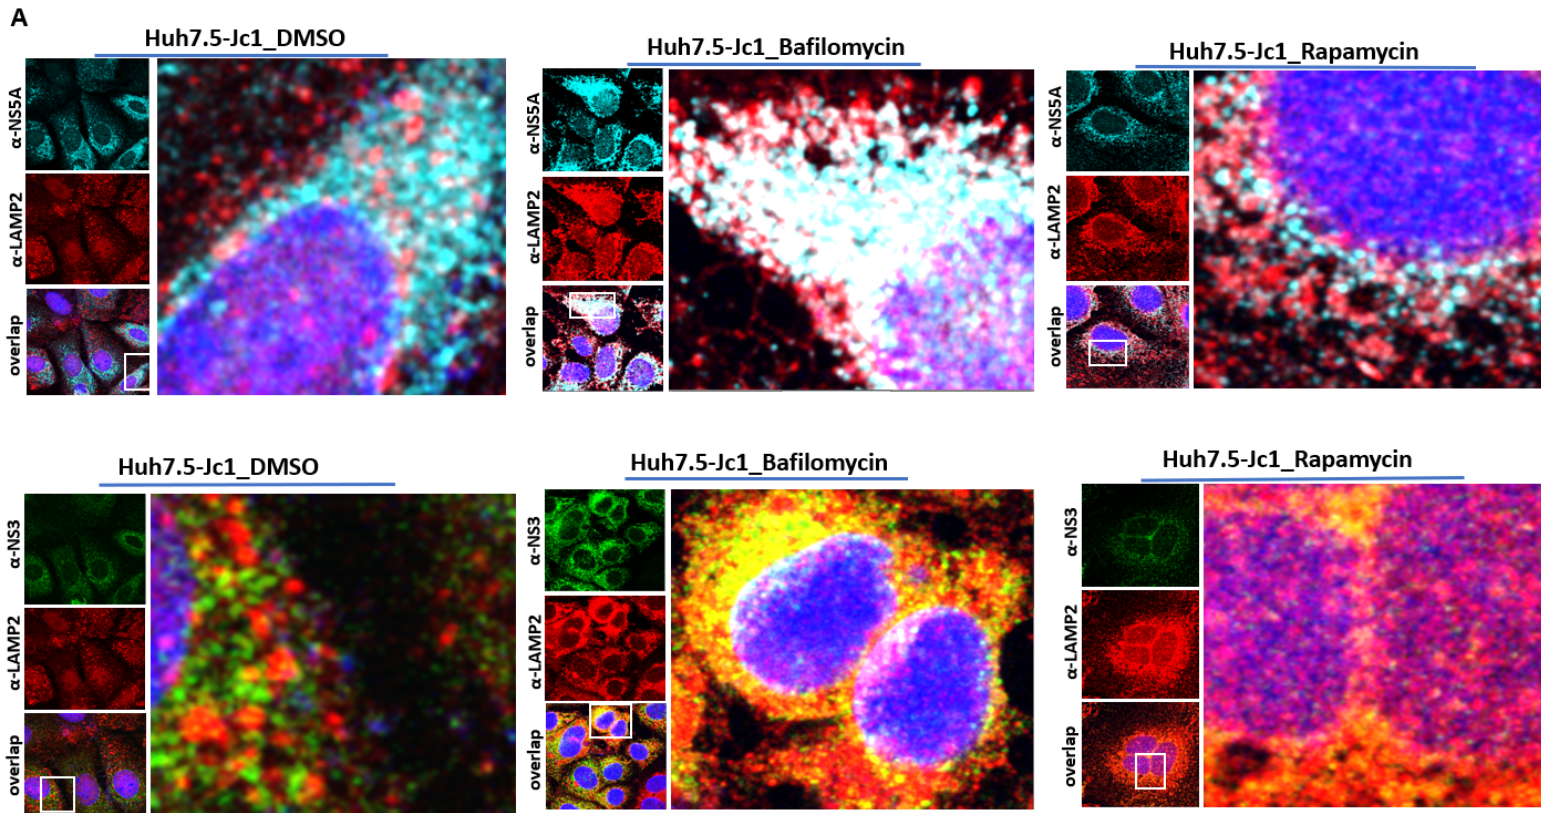 A
Huh7.5-Jc1_DMSO
Huh7.5-Jc1_Bafilomycin
Huh7.5-Jc1_Rapamycin
α-NS5A
α-LAMP2
overlap
α-NS5A
α-LAMP2
overlap
α-NS5A
α-LAMP2
overlap
Huh7.5-Jc1_DMSO
Huh7.5-Jc1_Bafilomycin
Huh7.5-Jc1_Rapamycin
α-NS3
α-LAMP2
overlap
α-NS3
α-LAMP2
overlap
α-NS3
α-LAMP2
overlap